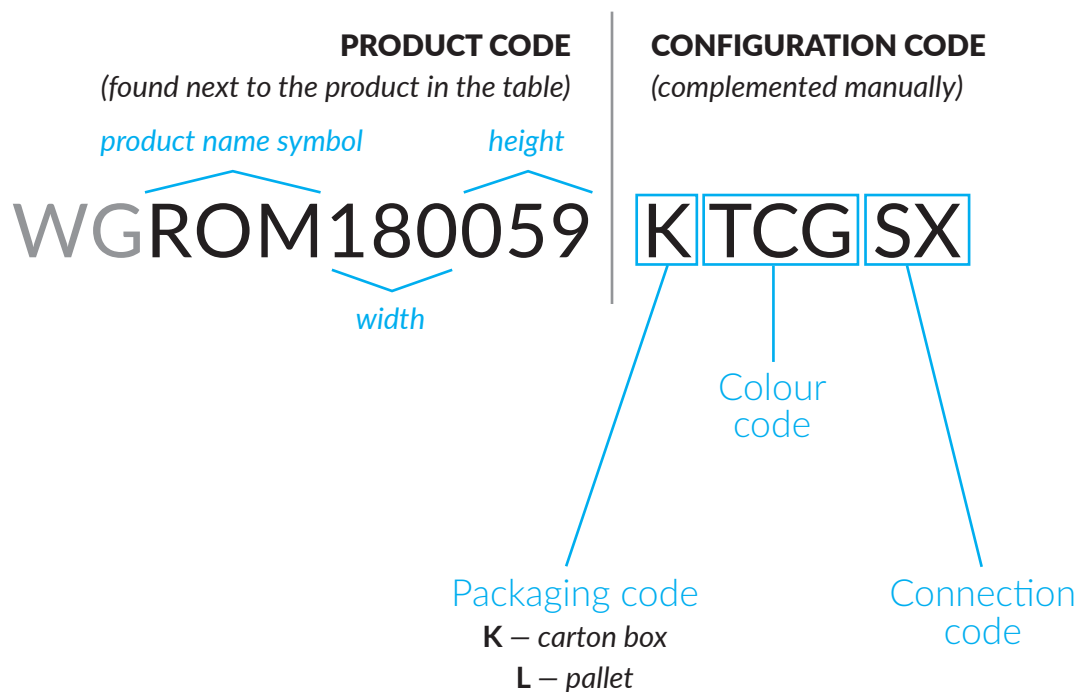 PRODUCT CODE
(found next to the product in the table)
CONFIGURATION CODE
(complemented manually)
product name symbol
height
WGROM180059
K TCG SX
width
Colour
code
Packaging code
K – carton box
L – pallet
Connection
code